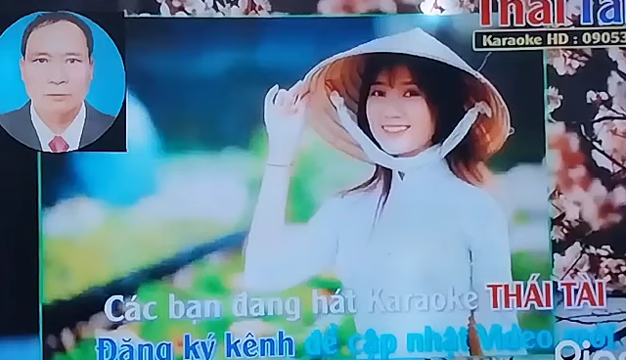 Thái Tài
Karaoke HD : 09053
Các bạn đang hát Karaoke THÁI TÀI
Đăng ký kênh để cập nhật Video mới